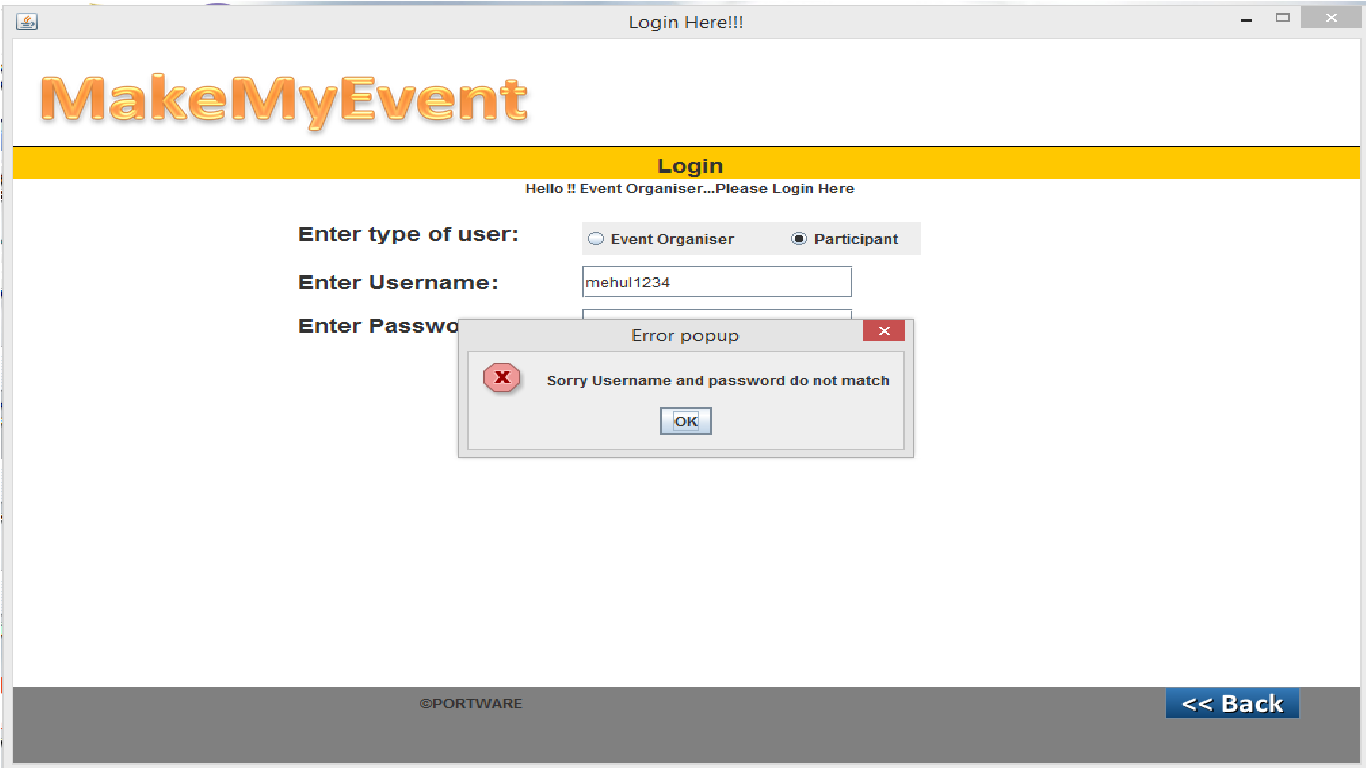 Login Here!!!
MakeMyEvent
Login
Hello !! Event Organiser...Please Login Here
Enter type of user:
Event Organiser
Participant
Enter Username:
mehul1234
Enter Passwo
Error popup
Sorry Username and password do not match
OK
©PORTWARE
<< Back